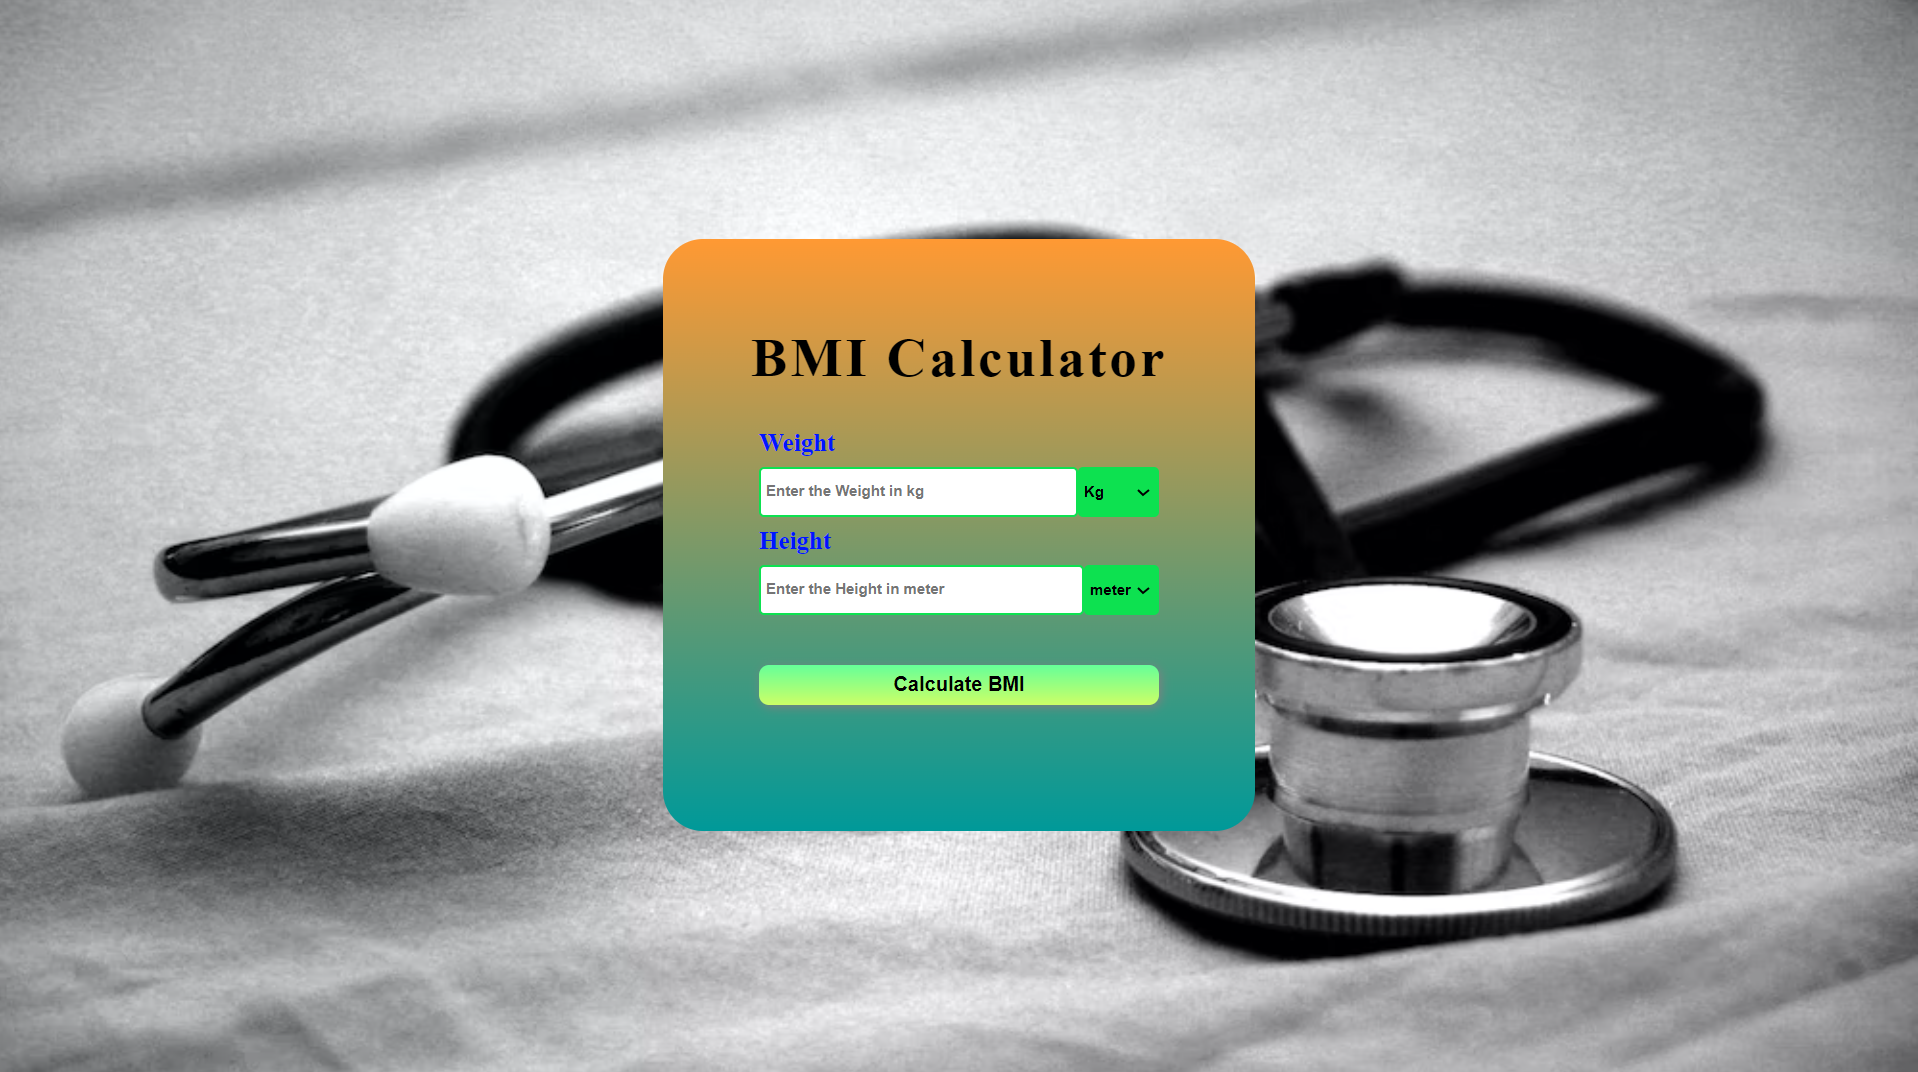 BMI Calculator
Weight
Enter the Weight in kg Kg
Height
Enter the Height in meter meter
Calculate BMI